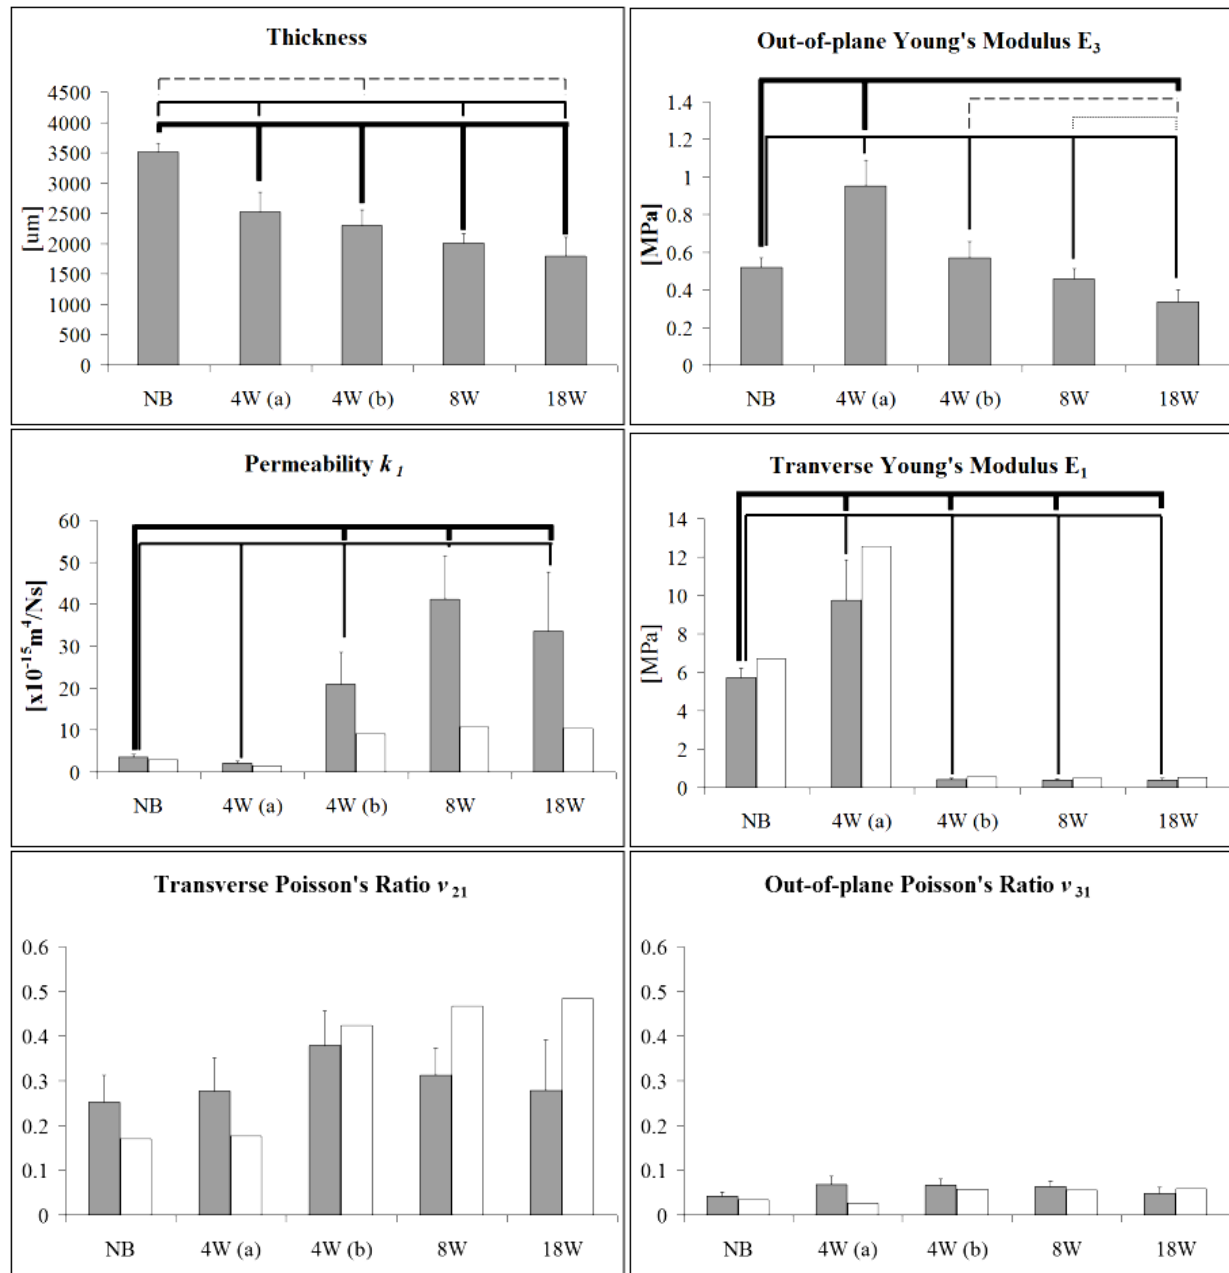 Thickness
[um]
4500
4000
3500
3000
2500
2000
1500
1000
500
0
NB 4W (a) 4W (b) 8W 18W
Out-of-plane Young's Modulus E3
[MPa]
1.4
1.2
1
0.8
0.6
0.4
0.2
0
NB 4W (a) 4W (b) 8W 18W
Permeability k1
[x10-15m4/Ns]
60
50
40
30
20
10
0
NB 4W (a) 4W (b) 8W 18W
Tranverse Young's Modulus E1
[MPa]
14
12
10
8
6
4
2
0
NB 4W (a) 4W (b) 8W 18W
Transverse Poisson's Ratio v21
0.6
0.5
0.4
0.3
0.2
0.1
0
NB 4W (a) 4W (b) 8W 18W
Out-of-plane Poisson's Ratio v31
0.6
0.5
0.4
0.3
0.2
0.1
0
NB 4W (a) 4W (b) 8W 18W